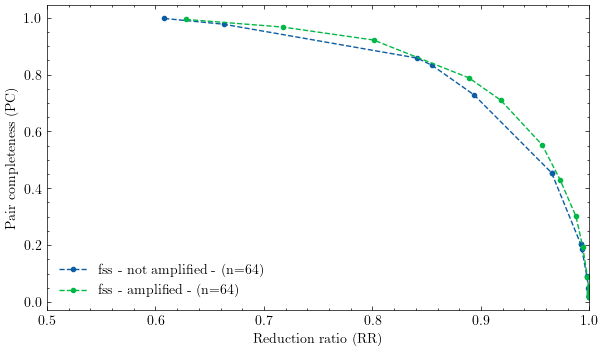 1.0
0.8
0.6
0.4
0.2
0.0
Pair completeness (PC)
fss - not amplified - (n=64)
fss - amplified - (n=64)
0.5 0.6 0.7 0.8 0.9 1.0
Reduction ratio (RR)